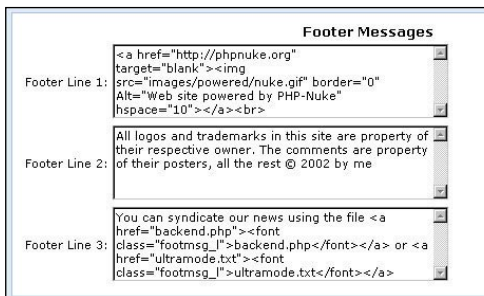 Footer Messages
Footer Line 1:
<a href="http://phpnuke.org"
target="blank"><img
src="images/powered/nuke.gif" border="0"
Alt="Web site powered by PHP-Nuke"
hspace="10"></a><br>
Footer Line 2:
All logos and trademarks in this site are property of
their respective owner. The comments are property
of their posters, all the rest © 2002 by me
Footer Line 3:
You can syndicate our news using the file <a
href="backend.php"><font
class="footmsg_l">backend.php</font></a> or <a
href="ultramode.txt"><font
class="footmsg_l">ultramode.txt</font></a>